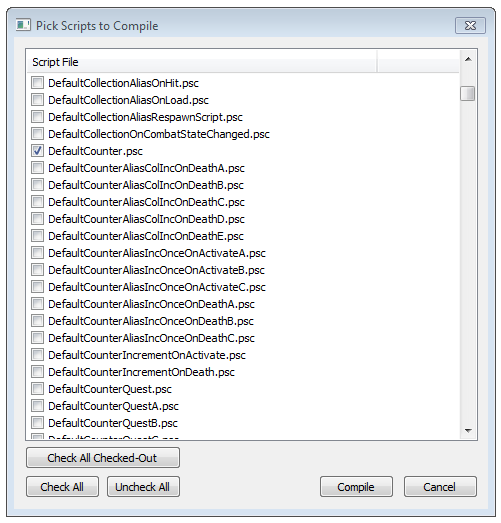 Pick Scripts to Compile
Script File
DefaultCollectionAliasOnHit.psc
DefaultCollectionAliasOnLoad.psc
DefaultCollectionAliasRespawnScript.psc
DefaultCollectionOnCombatStateChanged.psc
DefaultCounter.psc
DefaultCounterAliasColIncOnDeathA.psc
DefaultCounterAliasColIncOnDeathB.psc
DefaultCounterAliasColIncOnDeathC.psc
DefaultCounterAliasColIncOnDeathD.psc
DefaultCounterAliasColIncOnDeathE.psc
DefaultCounterAliasIncOnceOnActivateA.psc
DefaultCounterAliasIncOnceOnActivateB.psc
DefaultCounterAliasIncOnceOnActivateC.psc
DefaultCounterAliasIncOnceOnDeathA.psc
DefaultCounterAliasIncOnceOnDeathB.psc
DefaultCounterAliasIncOnceOnDeathC.psc
DefaultCounterIncrementOnActivate.psc
DefaultCounterIncrementOnDeath.psc
DefaultCounterQuest.psc
DefaultCounterQuestA.psc
DefaultCounterQuestB.psc
DefaultCounterQuestC.psc
Check All Checked-Out
Check All Uncheck All Compile Cancel